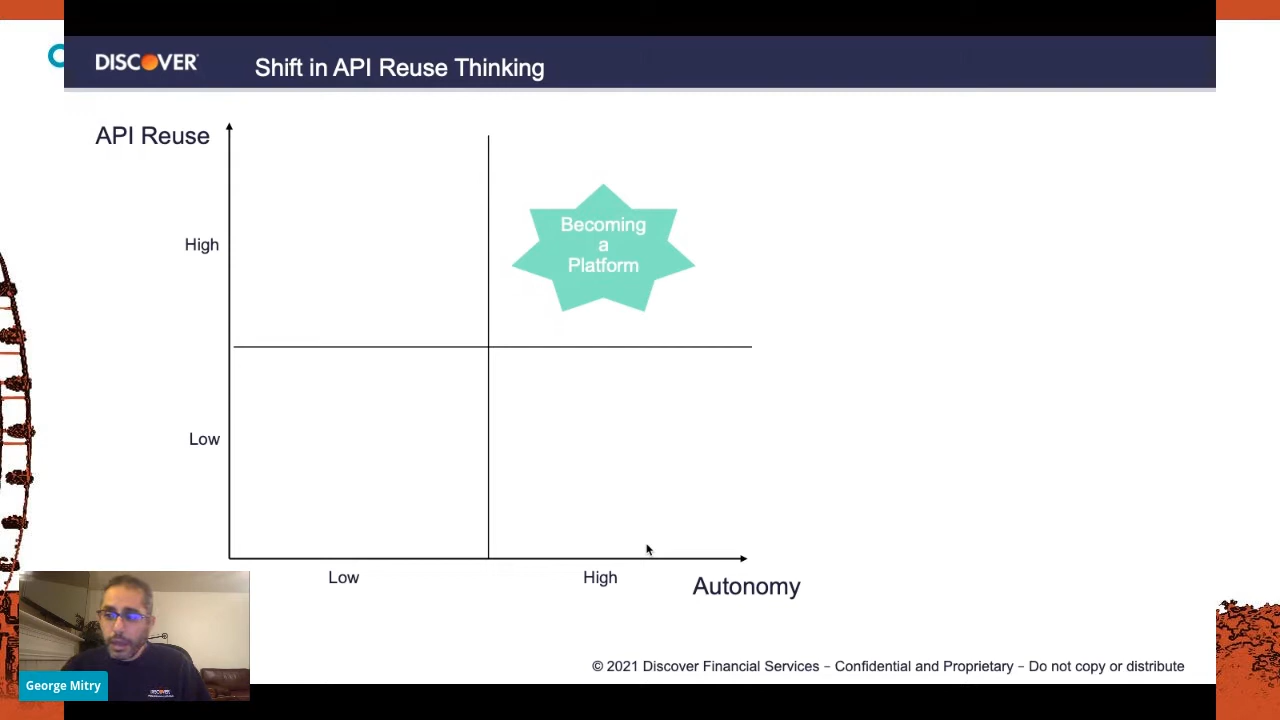 DISCOVER
Shift in API Reuse Thinking
API Reuse
High
Becoming
a
Platform
Low
Low
High
Autonomy
© 2021 Discover Financial Services – Confidential and Proprietary – Do not copy or distribute
DISCOVER
George Mitry